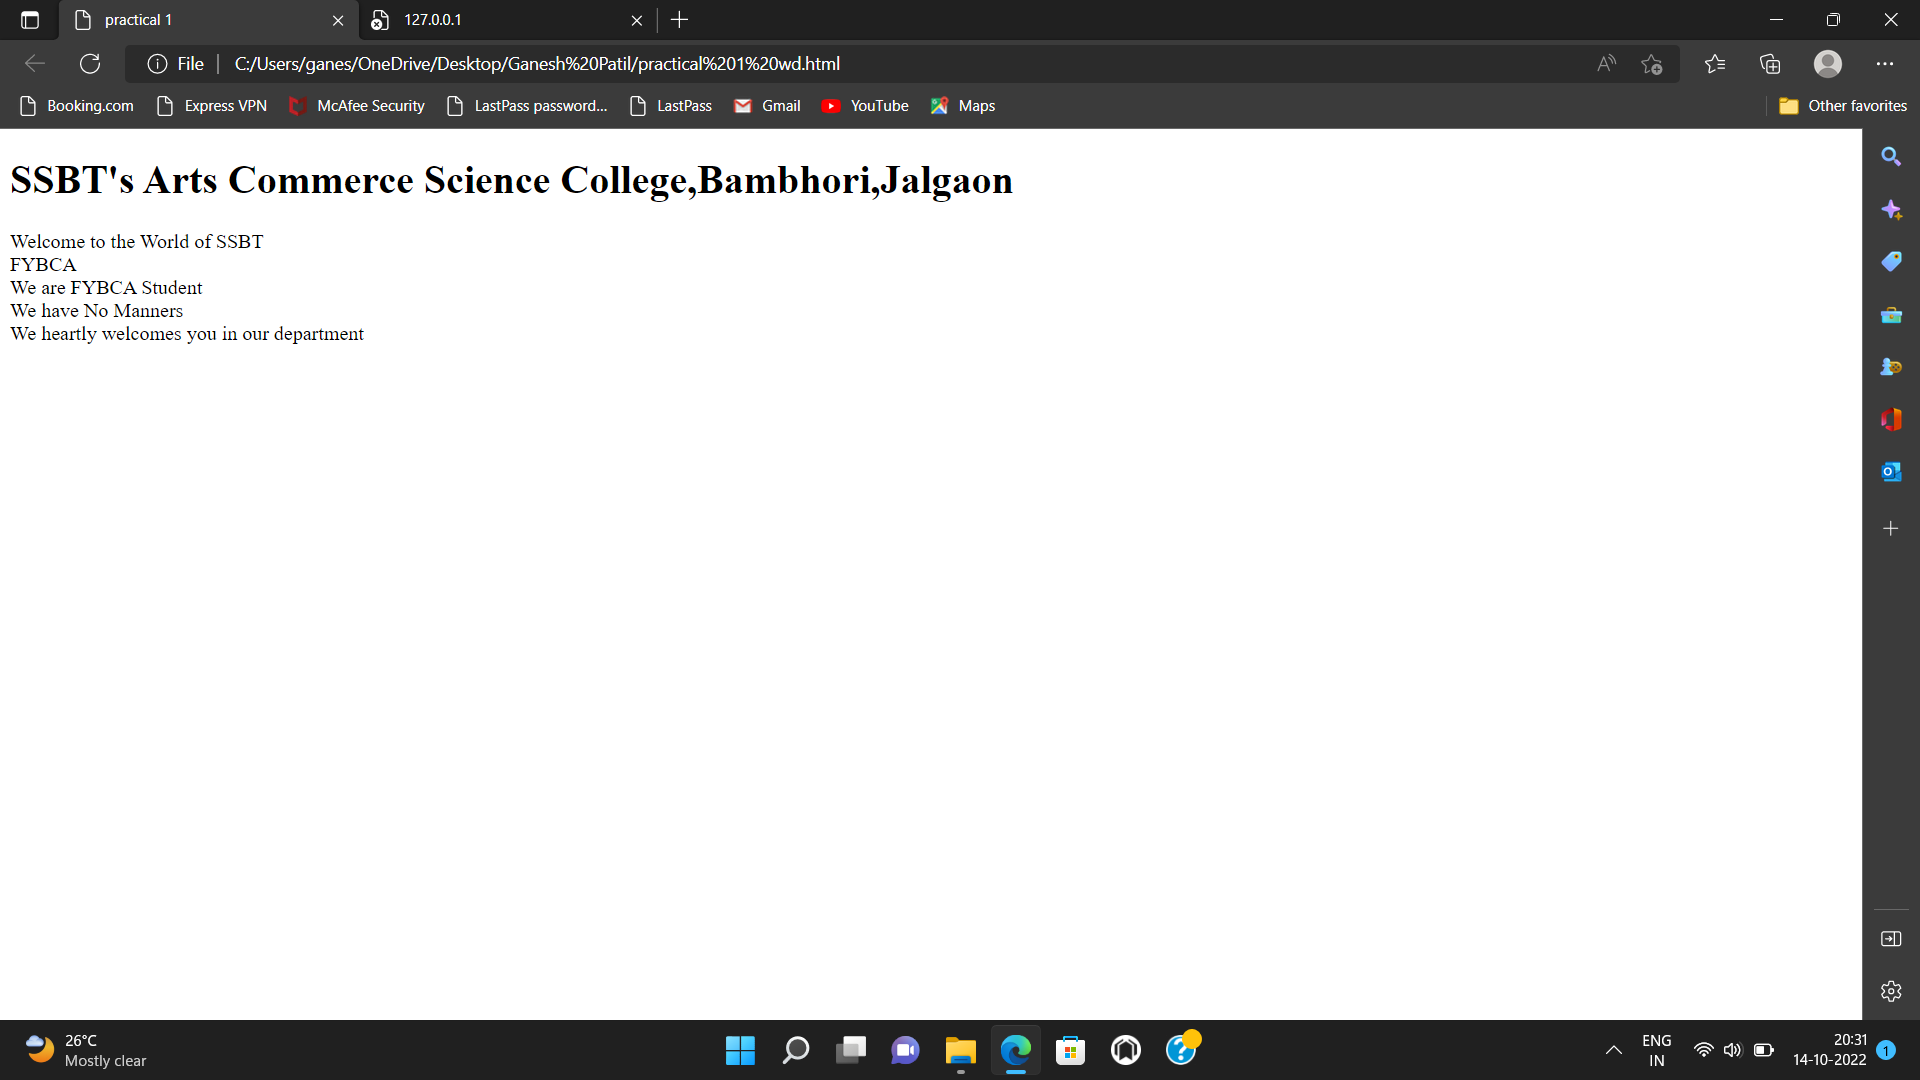 practical 1
127.0.0.1
File
C:/Users/ganes/OneDrive/Desktop/Ganesh%20Patil/practical%201%20wd.html
Booking.com
Express VPN
McAfee Security
LastPass password...
LastPass
Gmail
YouTube
Maps
Other favorites
SSBT's Arts Commerce Science College,Bambhori,Jalgaon
Welcome to the World of SSBT
FYBCA
We are FYBCA Student
We have No Manners
We heartly welcomes you in our department
26°C
Mostly clear
ENG
IN
20:31
14-10-2022
1